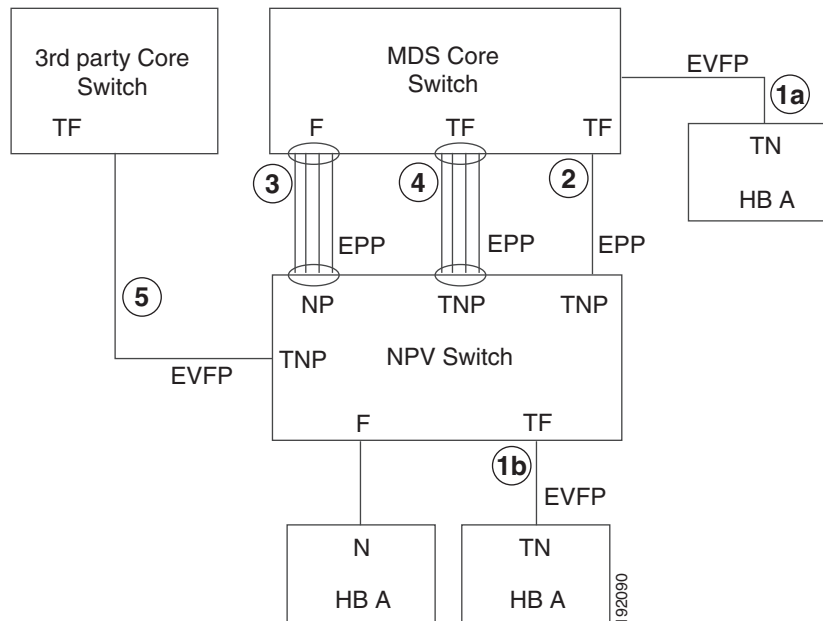 3rd party Core
Switch
TF
MDS Core
Switch
F TF TF
EVFP
1a
TN
HB A
3 4 2
EPP EPP EPP
5
NP TNP TNP
EVFP
TNP
NPV Switch
F TF
1b
EVFP
N
HB A
TN
HB A
192090